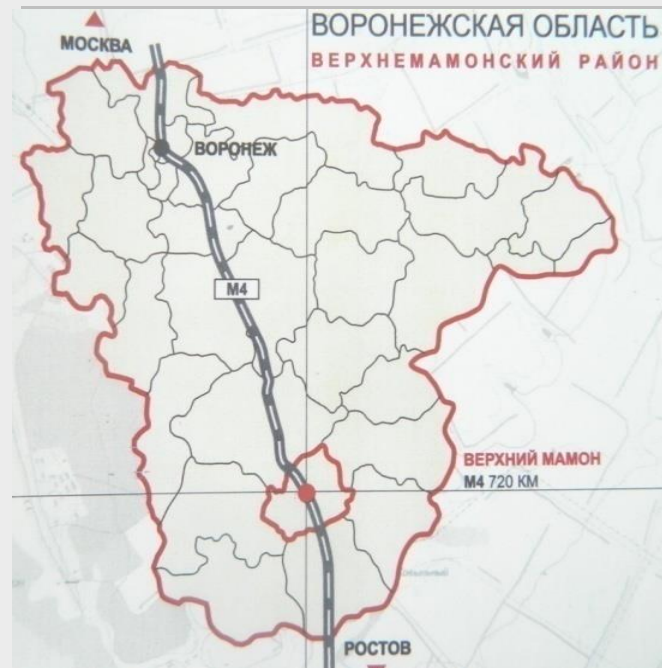 ВОРОНЕЖСКАЯ ОБЛАСТЬ
ВЕРХНЕМАМОНСКИЙ РАЙОН
МОСКВА
ВОРОНЕЖ
М4
ВЕРХНИЙ МАМОН
М4 720 КМ
РОСТОВ